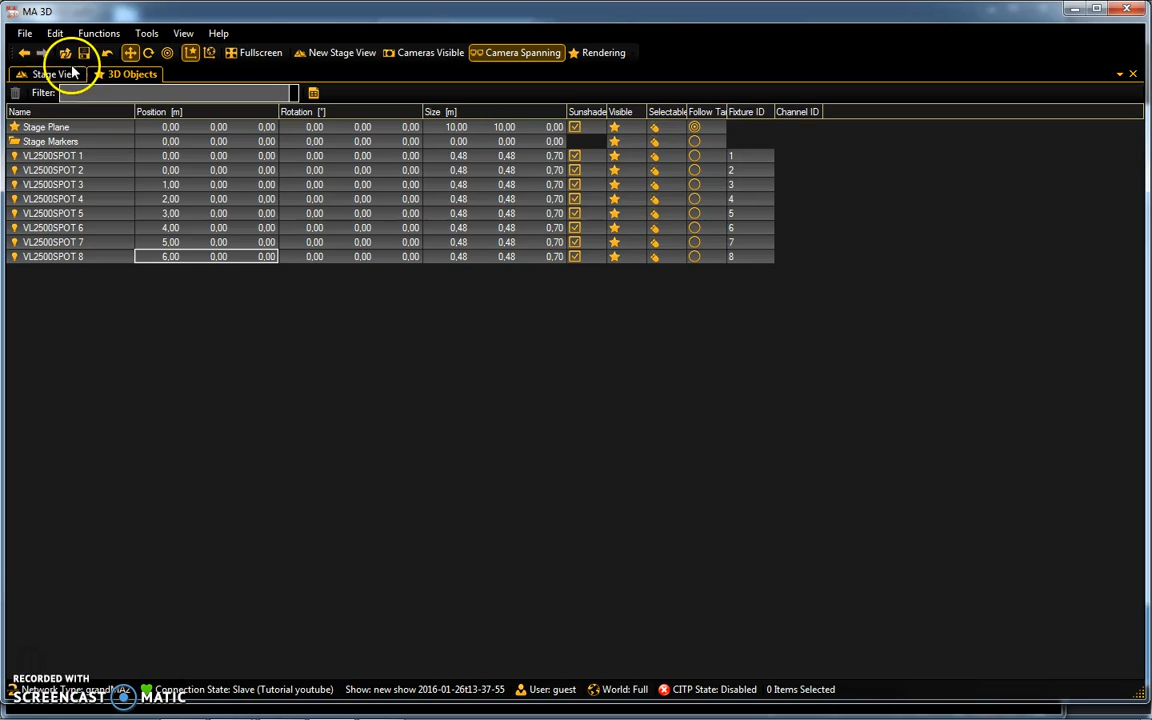 MA 3D
File Edit Functions Tools View Help
Fullscreen New Stage View Cameras Visible Camera Spanning Rendering
Stage View 3D Objects
Filter:
Name Position [m] Rotation [°] Size [m] Sunshade Visible Selectable Follow Ta Fixture ID Channel ID
Stage Plane 0,00 0,00 0,00 0,00 0,00 0,00 10,00 10,00 0,00
Stage Markers 0,00 0,00 0,00 0,00 0,00 0,00 0,00 0,00 0,00
VL2500SPOT 1 0,00 0,00 0,00 0,00 0,00 0,00 0,48 0,48 0,70 1
VL2500SPOT 2 0,00 0,00 0,00 0,00 0,00 0,00 0,48 0,48 0,70 2
VL2500SPOT 3 1,00 0,00 0,00 0,00 0,00 0,00 0,48 0,48 0,70 3
VL2500SPOT 4 2,00 0,00 0,00 0,00 0,00 0,00 0,48 0,48 0,70 4
VL2500SPOT 5 3,00 0,00 0,00 0,00 0,00 0,00 0,48 0,48 0,70 5
VL2500SPOT 6 4,00 0,00 0,00 0,00 0,00 0,00 0,48 0,48 0,70 6
VL2500SPOT 7 5,00 0,00 0,00 0,00 0,00 0,00 0,48 0,48 0,70 7
VL2500SPOT 8 6,00 0,00 0,00 0,00 0,00 0,00 0,48 0,48 0,70 8
RECORDED WITH
SCREENCAST MATIC
Network Type: grandMA2 Connection State: Slave (Tutorial youtube) Show: new show 2016-01-26t13-37-55 User: guest World: Full CITP State: Disabled 0 Items Selected